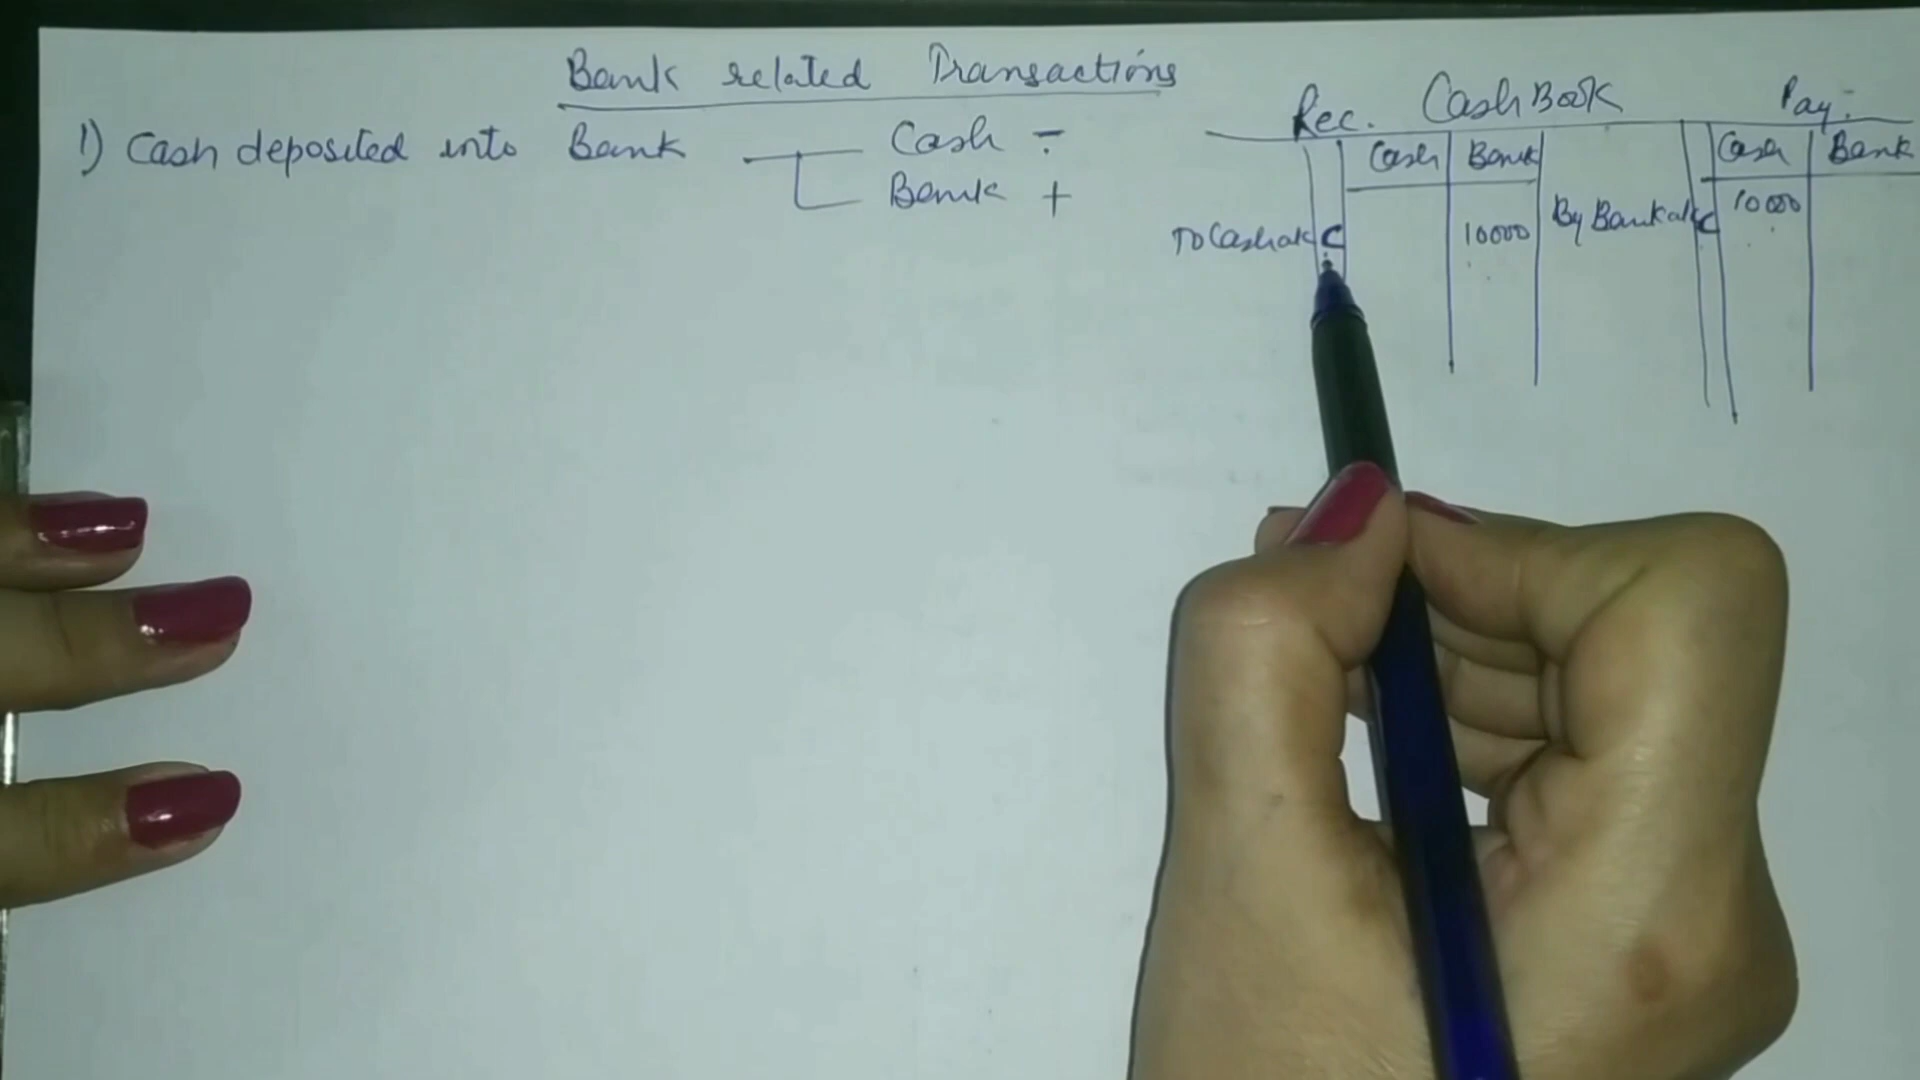 Bank related Transactions
1) Cash deposited into Bank
Cash -
Bank +
Rec. Cash Book Pay.
Cash Bank Cash Bank
To Cash a/c C 10000
By Bank a/c C 10000